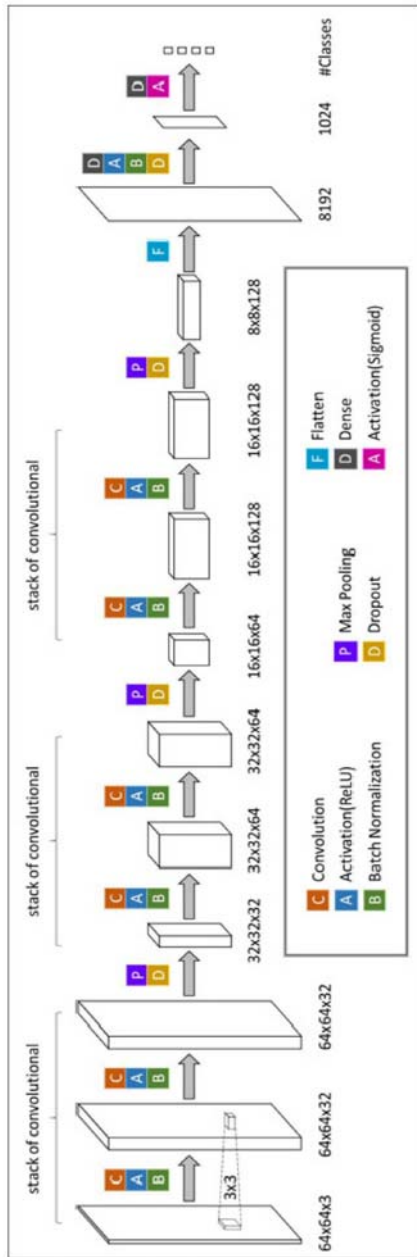 stack of convolutional
stack of convolutional
stack of convolutional
C A B
C A B
P D
C A B
C A B
P D
C A B
C A B
P D
F
D A B D
D A
3x3
64x64x3
64x64x32
64x64x32
32x32x32
32x32x64
32x32x64
16x16x64
16x16x128
16x16x128
8x8x128
8192
1024
#Classes
C Convolution
A Activation(ReLU)
B Batch Normalization
P Max Pooling
D Dropout
F Flatten
D Dense
A Activation(Sigmoid)